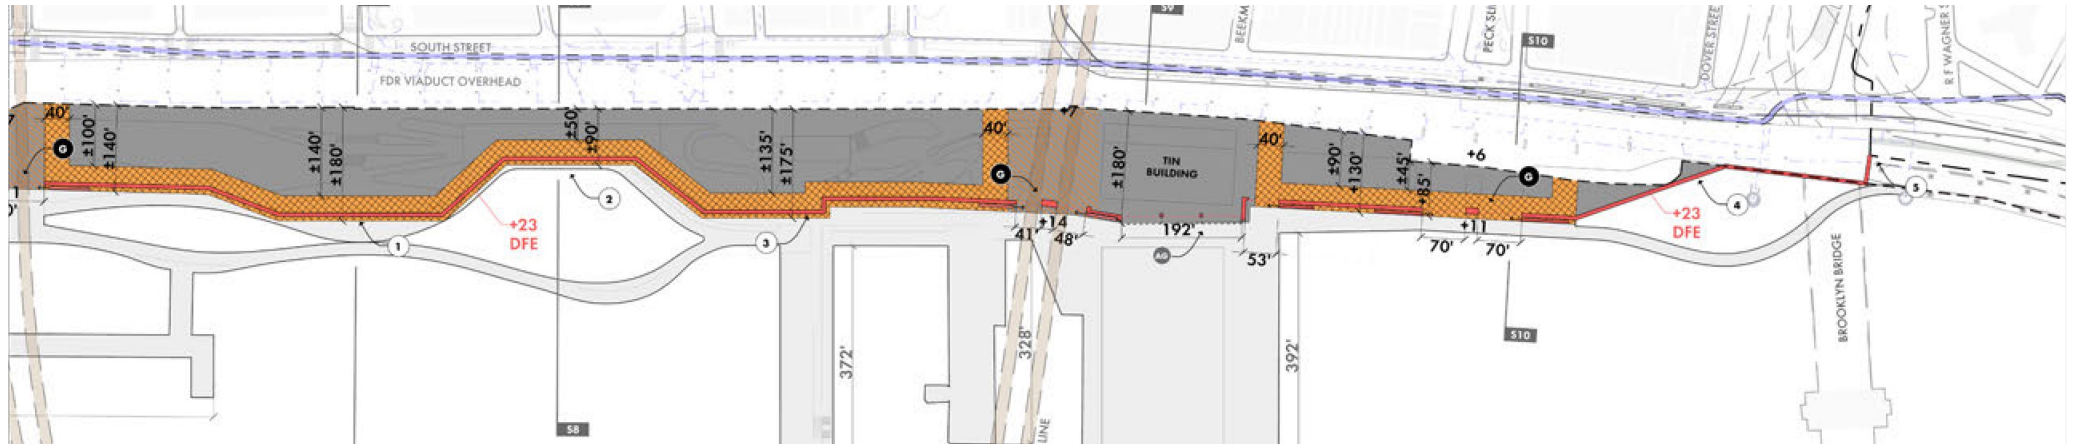 S9
BEEKM
PECK SLI
S10
DOVER STREET
R F WAGNER S
SOUTH STREET
FDR VIADUCT OVERHEAD
40'
±100'
±140'
G
±140'
±180'
±50'
±90'
±135'
±175'
40'
+7
G
±180'
TIN
BUILDING
40'
±90'
±130'
±45'
±85'
+6
G
1
2
3
4
5
+23
DFE
41'
+14
48'
192'
AG
53'
+11
70'
70'
+23
DFE
372'
328'
392'
S10
BROOKLYN BRIDGE
S8
LINE